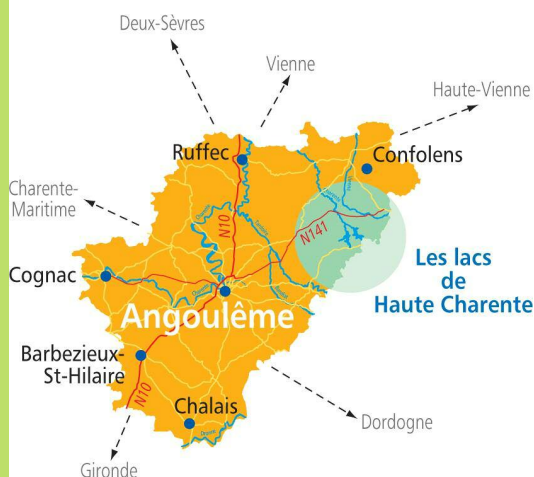 Deux-Sèvres
Vienne
Haute-Vienne
Ruffec
Confolens
Charente-
Maritime
N10
N141
Cognac
Les lacs
de
Haute Charente
Angoulême
Barbezieux-
St-Hilaire
N10
Chalais
Dordogne
Gironde